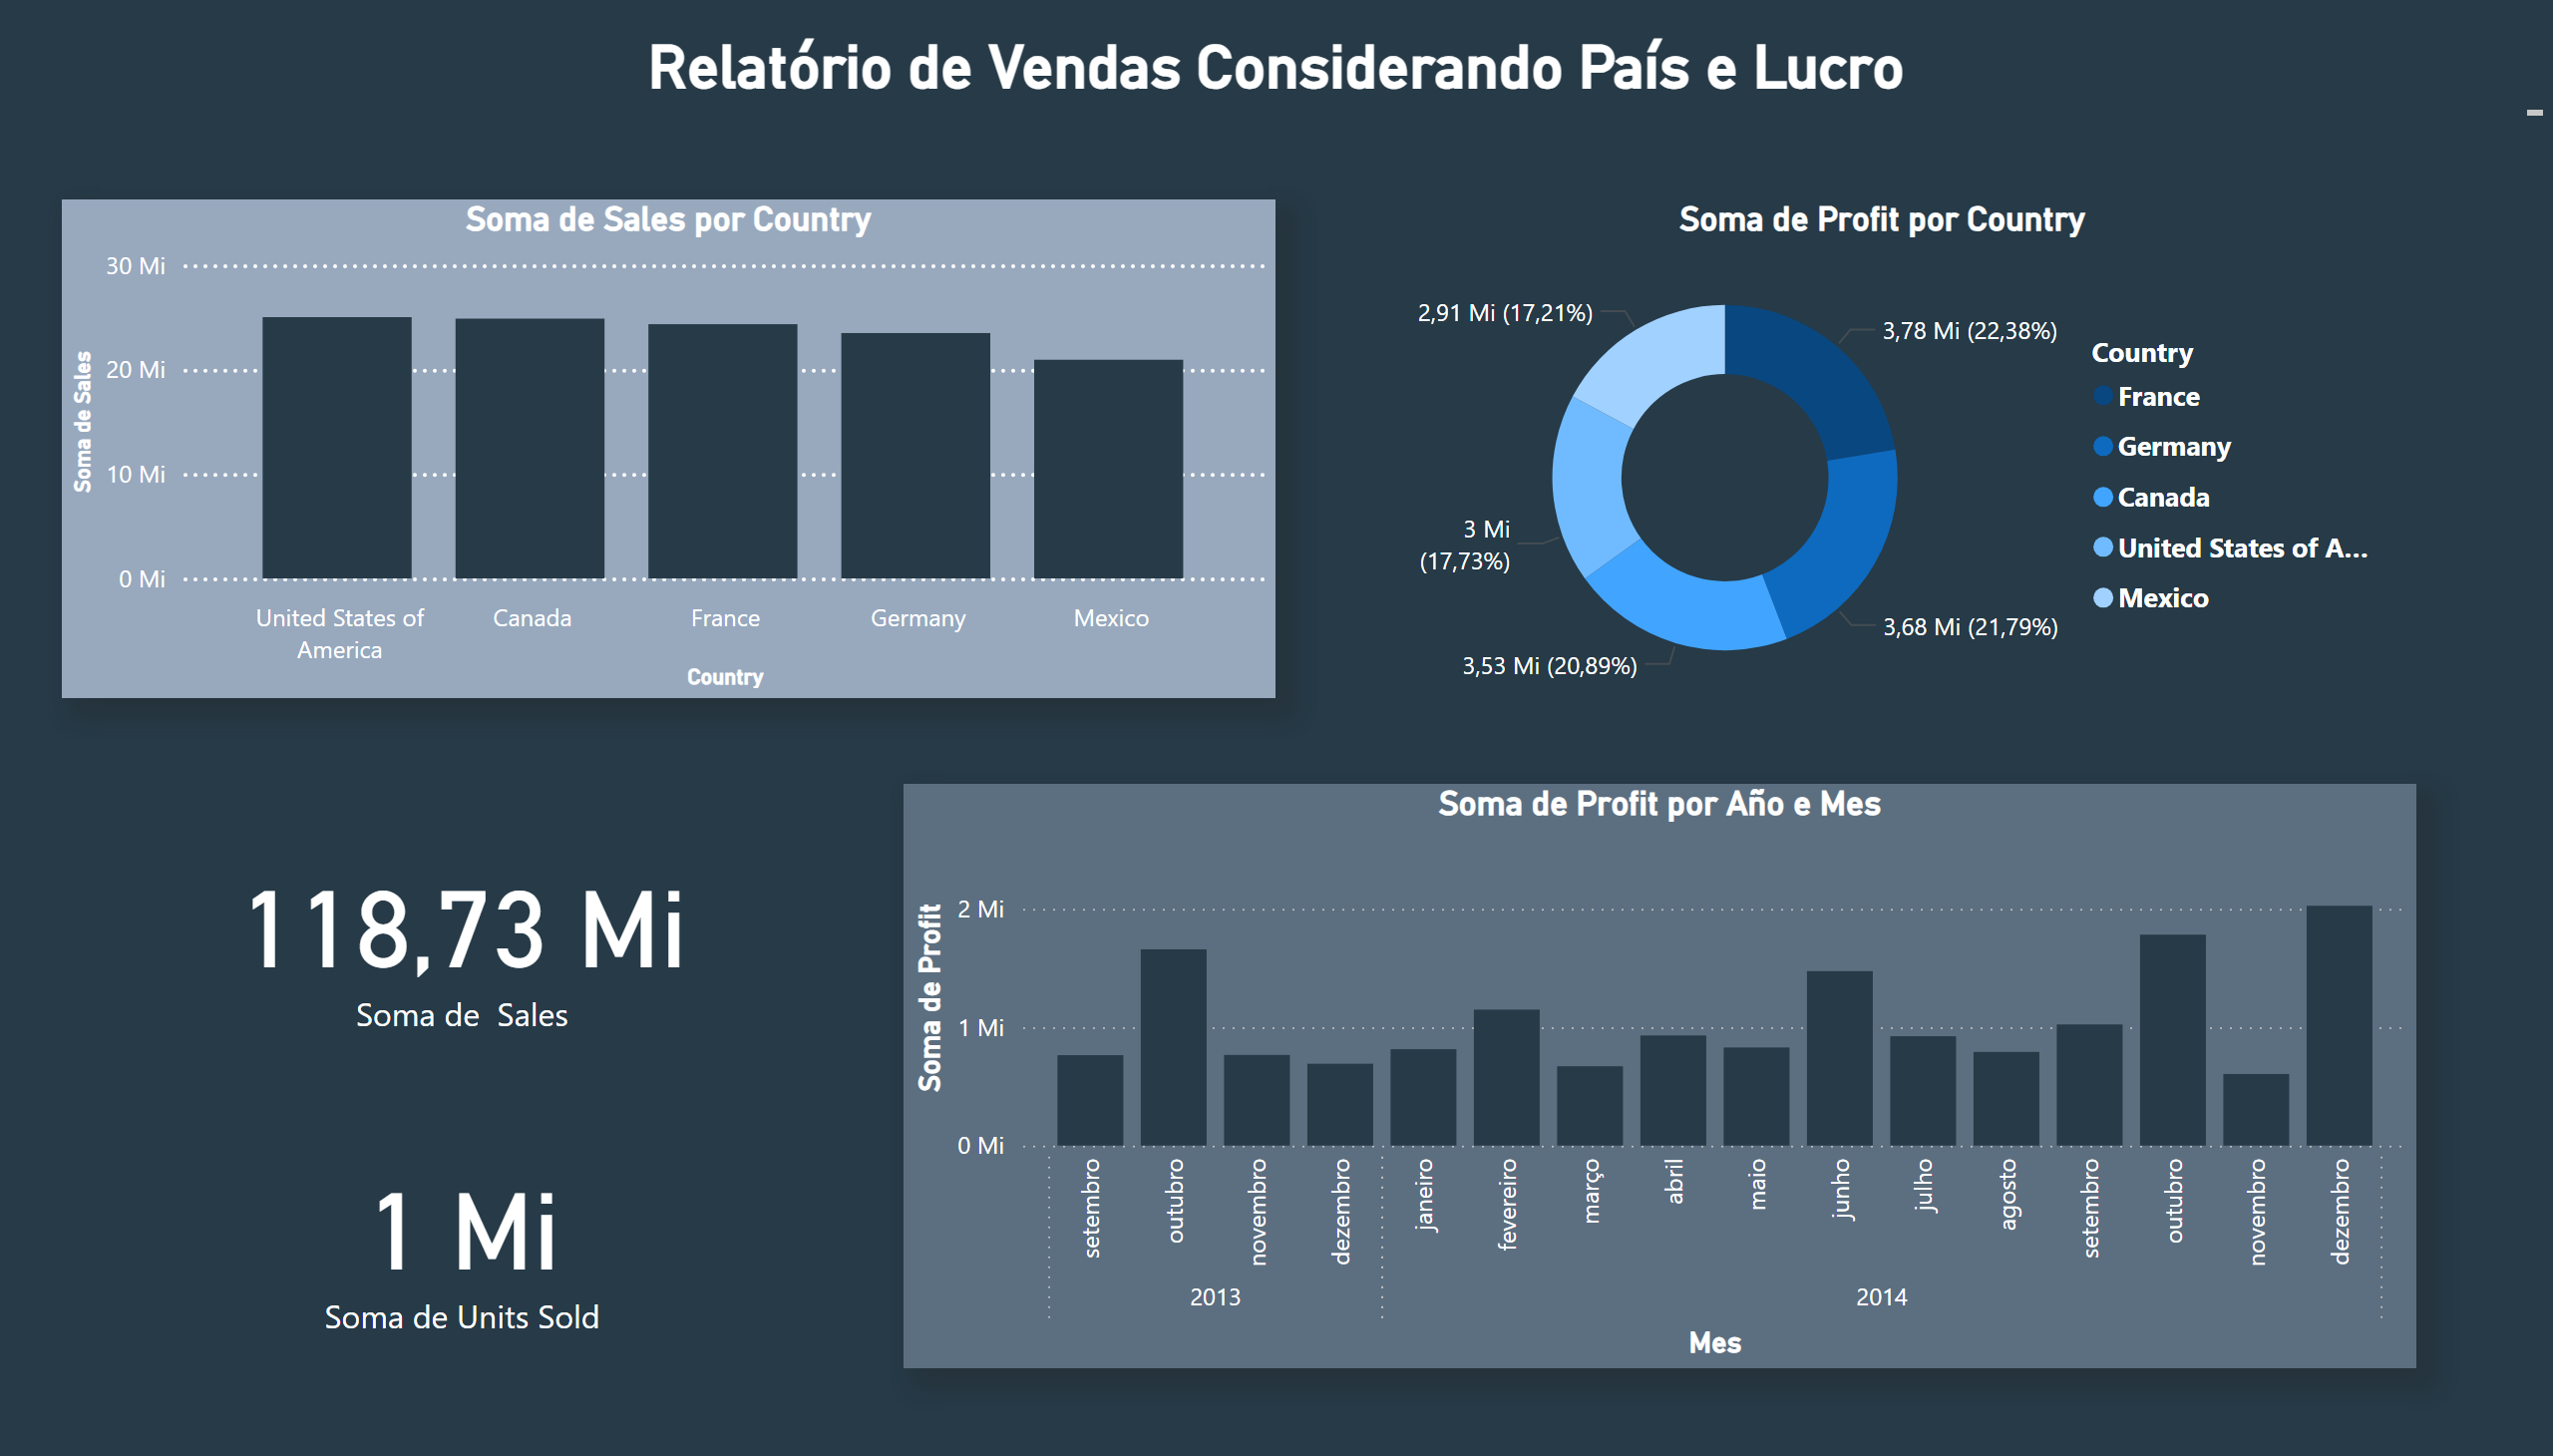 Relatório de Vendas Considerando País e Lucro
Soma de Sales por Country
Soma de Sales
30 Mi
20 Mi
10 Mi
0 Mi
United States of
America
Canada
France
Germany
Mexico
Country
Soma de Profit por Country
2,91 Mi (17,21%)
3,78 Mi (22,38%)
3 Mi
(17,73%)
3,53 Mi (20,89%)
3,68 Mi (21,79%)
Country
France
Germany
Canada
United States of A...
Mexico
118,73 Mi
Soma de  Sales
1 Mi
Soma de Units Sold
Soma de Profit por Año e Mes
Soma de Profit
2 Mi
1 Mi
0 Mi
setembro
outubro
novembro
dezembro
janeiro
fevereiro
março
abril
maio
junho
julho
agosto
setembro
outubro
novembro
dezembro
2013
2014
Mes